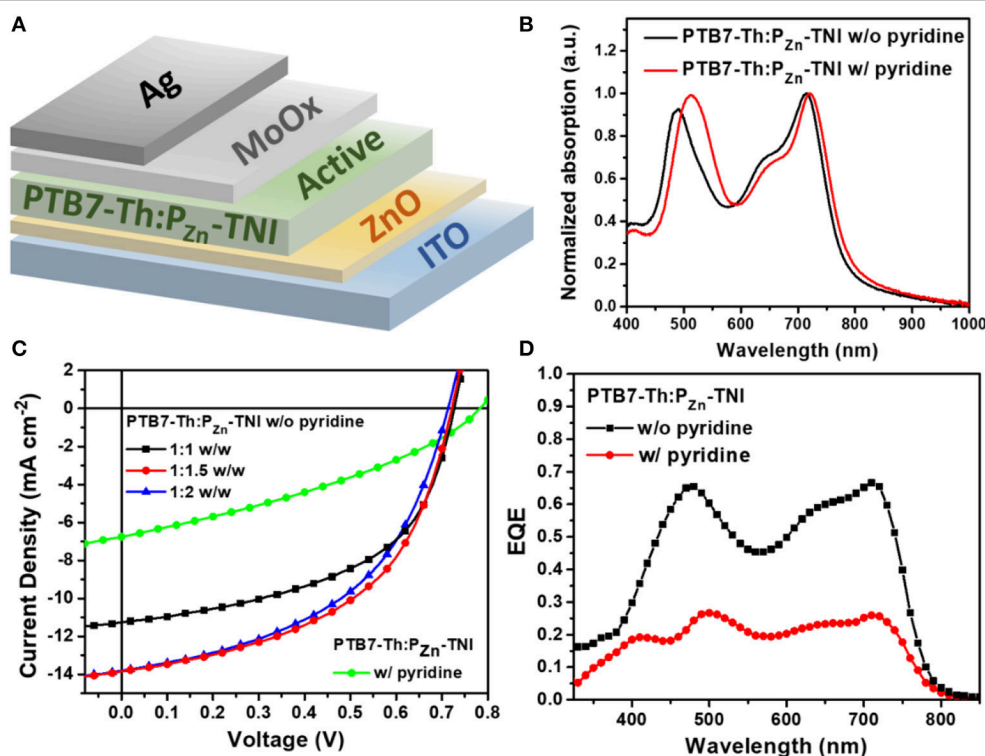 A
Ag
MoOx
Active
PTB7-Th:PZn-TNI
ZnO
ITO
B
PTB7-Th:PZn-TNI w/o pyridine
PTB7-Th:PZn-TNI w/ pyridine
Normalized absorption (a.u.)
1.2
1.0
0.8
0.6
0.4
0.2
0.0
400 500 600 700 800 900 1000
Wavelength (nm)
C
PTB7-Th:PZn-TNI w/o pyridine
1:1 w/w
1:1.5 w/w
1:2 w/w
PTB7-Th:PZn-TNI
w/ pyridine
Current Density (mA cm-2)
2
0
-2
-4
-6
-8
-10
-12
-14
0.0 0.1 0.2 0.3 0.4 0.5 0.6 0.7 0.8
Voltage (V)
D
PTB7-Th:PZn-TNI
w/o pyridine
w/ pyridine
EQE
1.0
0.9
0.8
0.7
0.6
0.5
0.4
0.3
0.2
0.1
0.0
400 500 600 700 800
Wavelength (nm)